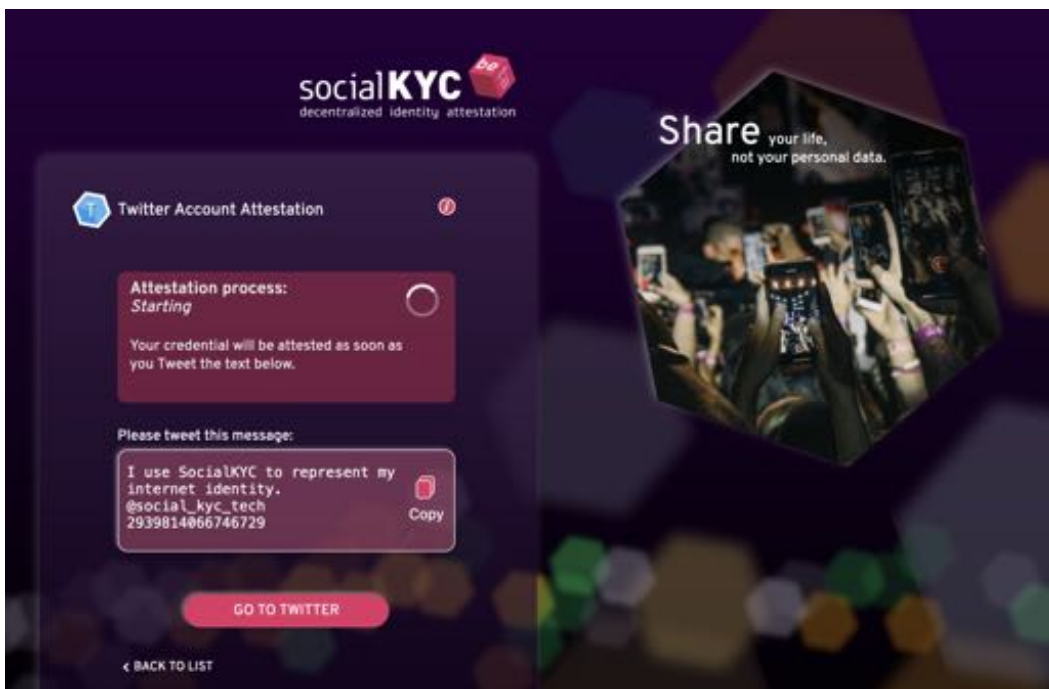 socialKYC
be
decentralized identity attestation
Share your life,
not your personal data.
T
Twitter Account Attestation
i
Attestation process:
Starting
Your credential will be attested as soon as
you Tweet the text below.
Please tweet this message:
I use SocialKYC to represent my
internet identity.
@social_kyc_tech
2939814066746729
Copy
GO TO TWITTER
< BACK TO LIST